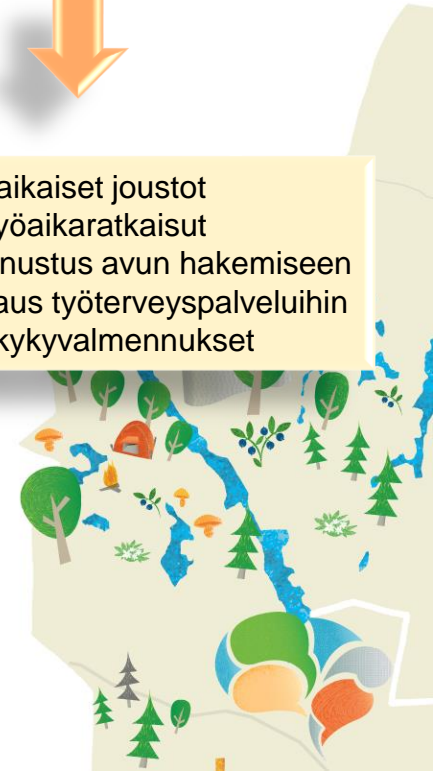 aikaiset joustot
yöaikaratkaisut
nustus avun hakemiseen
aus työterveyspalveluihin
kykyvalmennukset